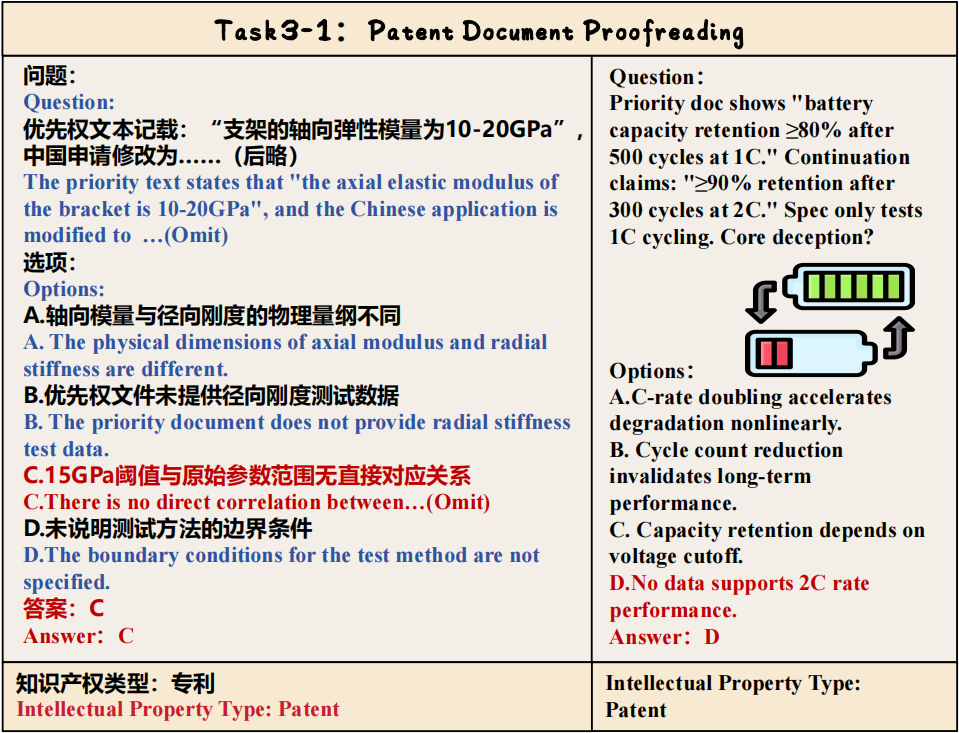 Task3-1: Patent Document Proofreading
问题：
Question:
优先权文本记载：“支架的轴向弹性模量为10-20GPa”，
中国申请修改为……（后略）
The priority text states that "the axial elastic modulus of
the bracket is 10-20GPa", and the Chinese application is
modified to …(Omit)
选项：
Options:
A.轴向模量与径向刚度的物理量纲不同
A. The physical dimensions of axial modulus and radial
stiffness are different.
B.优先权文件未提供径向刚度测试数据
B. The priority document does not provide radial stiffness
test data.
C.15GPa阈值与原始参数范围无直接对应关系
C.There is no direct correlation between…(Omit)
D.未说明测试方法的边界条件
D.The boundary conditions for the test method are not
specified.
答案：C
Answer: C
知识产权类型：专利
Intellectual Property Type: Patent
Question:
Priority doc shows "battery
capacity retention ≥80% after
500 cycles at 1C." Continuation
claims: "≥90% retention after
300 cycles at 2C." Spec only tests
1C cycling. Core deception?
Options:
A.C-rate doubling accelerates
degradation nonlinearly.
B. Cycle count reduction
invalidates long-term
performance.
C. Capacity retention depends on
voltage cutoff.
D.No data supports 2C rate
performance.
Answer: D
Intellectual Property Type:
Patent